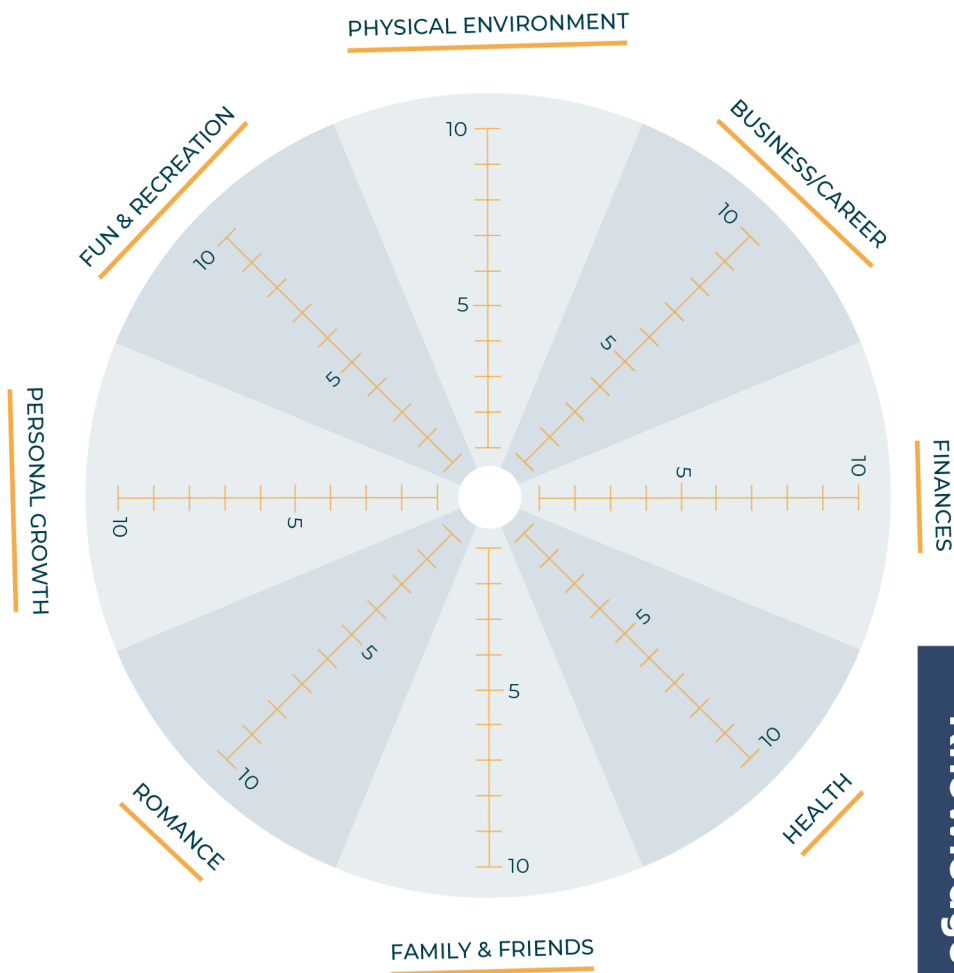 PHYSICAL ENVIRONMENT
BUSINESS/CAREER
FINANCES
HEALTH
FAMILY & FRIENDS
ROMANCE
PERSONAL GROWTH
FUN & RECREATION
10
5
10
5
10
5
10
5
10
5
10
5
10
5
10
5